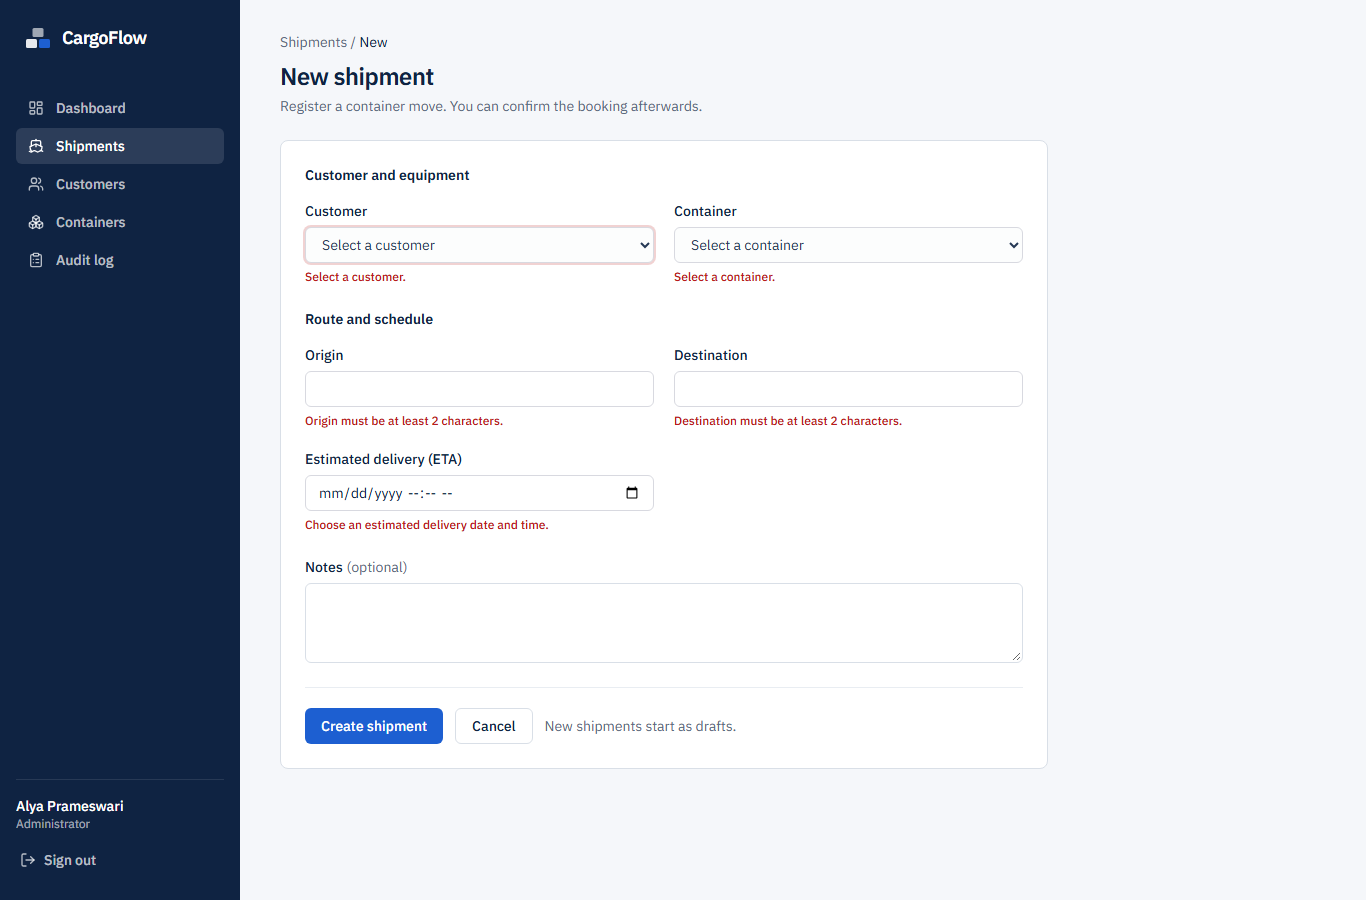 CargoFlow
Dashboard
Shipments
Customers
Containers
Audit log
Alya Prameswari
Administrator
Sign out
Shipments / New
New shipment
Register a container move. You can confirm the booking afterwards.
Customer and equipment
Customer
Container
Select a customer
Select a container
Select a customer.
Select a container.
Route and schedule
Origin
Destination
Origin must be at least 2 characters.
Destination must be at least 2 characters.
Estimated delivery (ETA)
mm/dd/yyyy --:-- --
Choose an estimated delivery date and time.
Notes (optional)
Create shipment
Cancel
New shipments start as drafts.